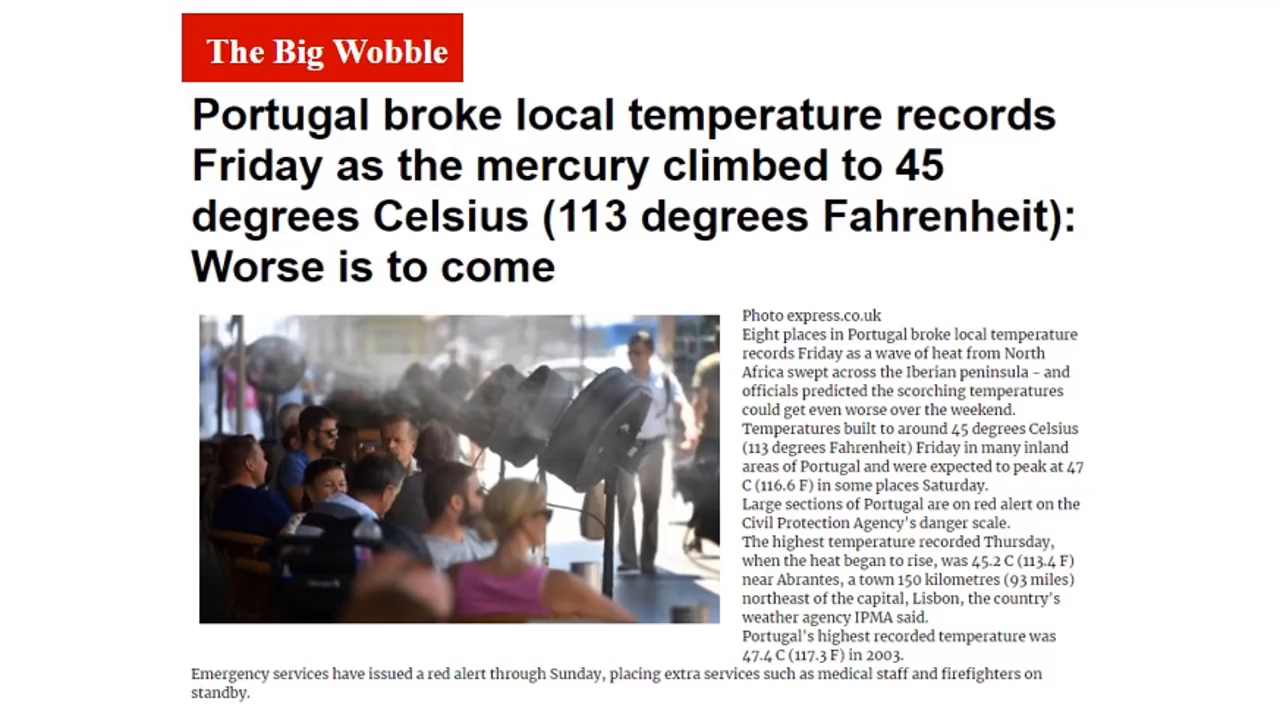 The Big Wobble
Portugal broke local temperature records
Friday as the mercury climbed to 45
degrees Celsius (113 degrees Fahrenheit):
Worse is to come
Photo express.co.uk
Eight places in Portugal broke local temperature
records Friday as a wave of heat from North
Africa swept across the Iberian peninsula – and
officials predicted the scorching temperatures
could get even worse over the weekend.
Temperatures built to around 45 degrees Celsius
(113 degrees Fahrenheit) Friday in many inland
areas of Portugal and were expected to peak at 47
C (116.6 F) in some places Saturday.
Large sections of Portugal are on red alert on the
Civil Protection Agency's danger scale.
The highest temperature recorded Thursday,
when the heat began to rise, was 45.2 C (113.4 F)
near Abrantes, a town 150 kilometres (93 miles)
northeast of the capital, Lisbon, the country's
weather agency IPMA said.
Portugal's highest recorded temperature was
47.4 C (117.3 F) in 2003.
Emergency services have issued a red alert through Sunday, placing extra services such as medical staff and firefighters on
standby.